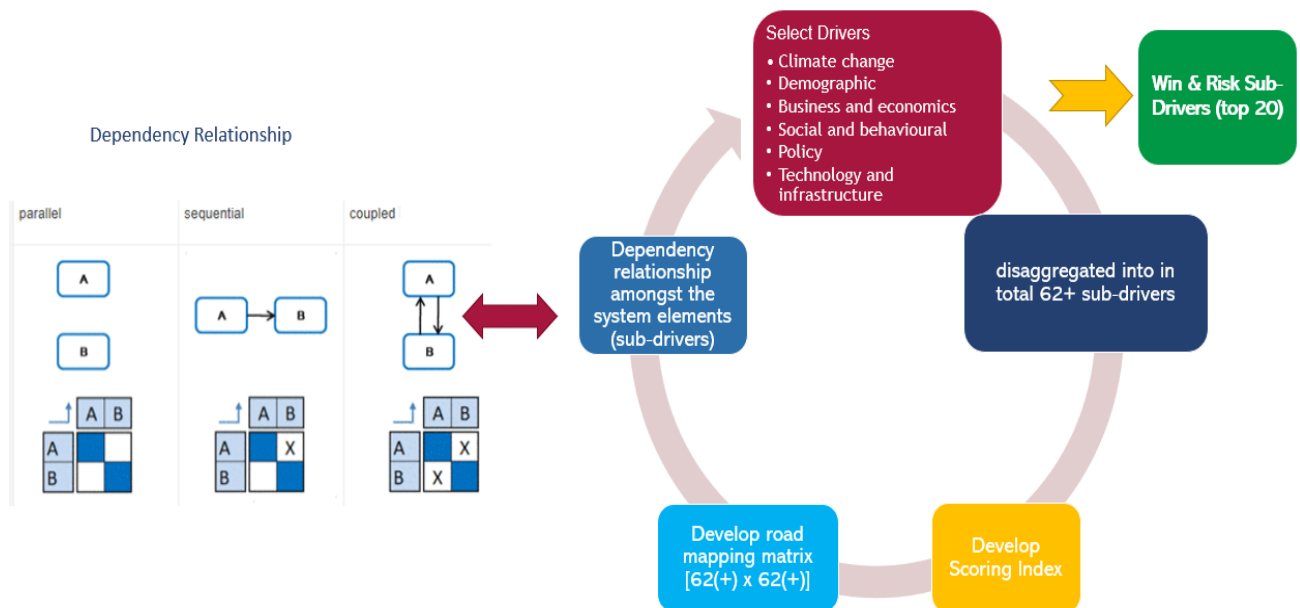 Dependency Relationship
parallel
sequential
coupled
A
B
A
B
A
B
A B
A
B
A B
A X
B
A B
A X
B X
Select Drivers
• Climate change
• Demographic
• Business and economics
• Social and behavioural
• Policy
• Technology and
infrastructure
Win & Risk Sub-
Drivers (top 20)
disaggregated into in
total 62+ sub-drivers
Develop
Scoring Index
Develop road
mapping matrix
[62(+) x 62(+)]
Dependency
relationship
amongst the
system elements
(sub-drivers)